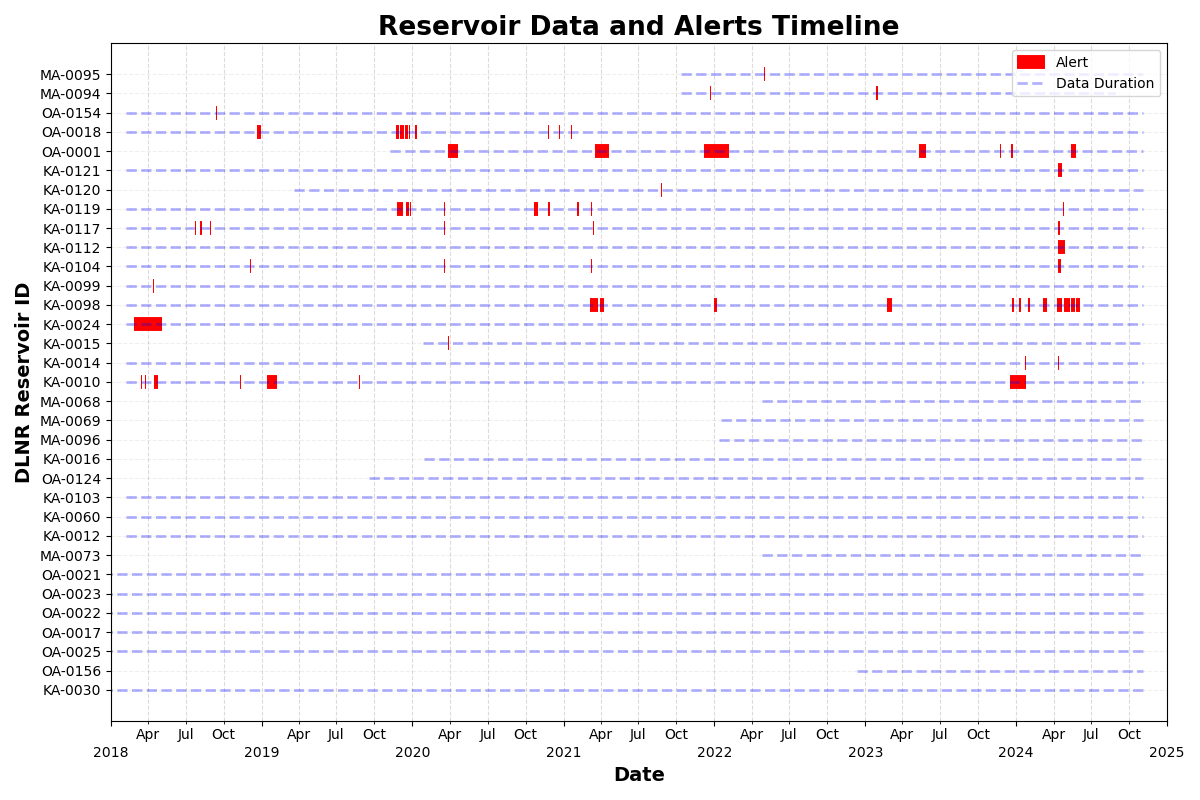 Reservoir Data and Alerts Timeline
Alert
Data Duration
DLNR Reservoir ID
MA-0095
MA-0094
OA-0154
OA-0018
OA-0001
KA-0121
KA-0120
KA-0119
KA-0117
KA-0112
KA-0104
KA-0099
KA-0098
KA-0024
KA-0015
KA-0014
KA-0010
MA-0068
MA-0069
MA-0096
KA-0016
OA-0124
KA-0103
KA-0060
KA-0012
MA-0073
OA-0021
OA-0023
OA-0022
OA-0017
OA-0025
OA-0156
KA-0030
Apr Jul Oct Apr Jul Oct Apr Jul Oct Apr Jul Oct Apr Jul Oct Apr Jul Oct Apr Jul Oct
2018 2019 2020 2021 2022 2023 2024 2025
Date